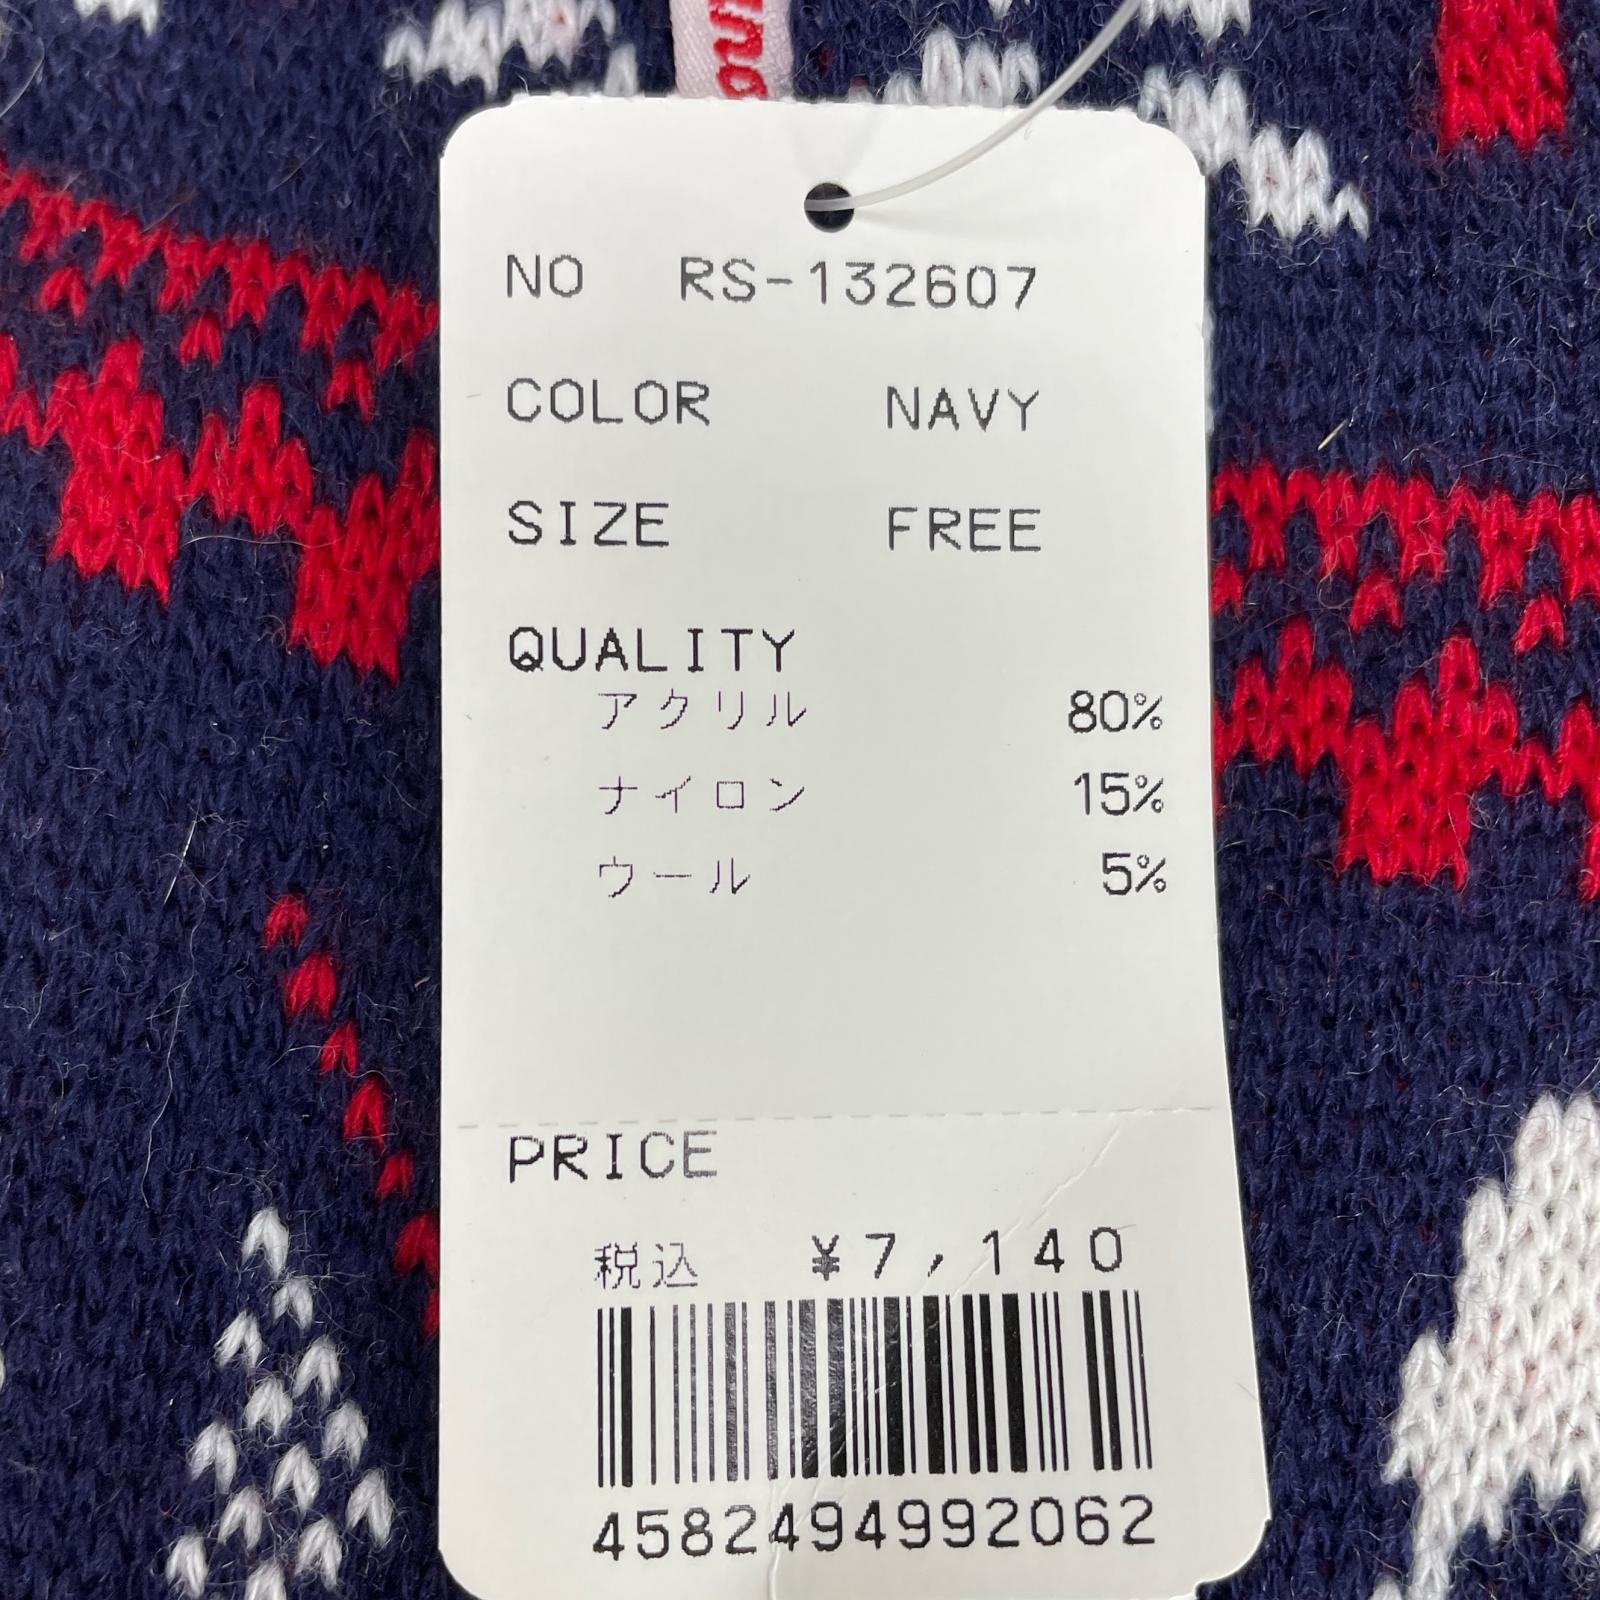 NO RS-132607
COLOR NAVY
SIZE FREE
QUALITY
アクリル 80%
ナイロン 15%
ウール 5%
PRICE
税込 ¥7,140
4582494992062